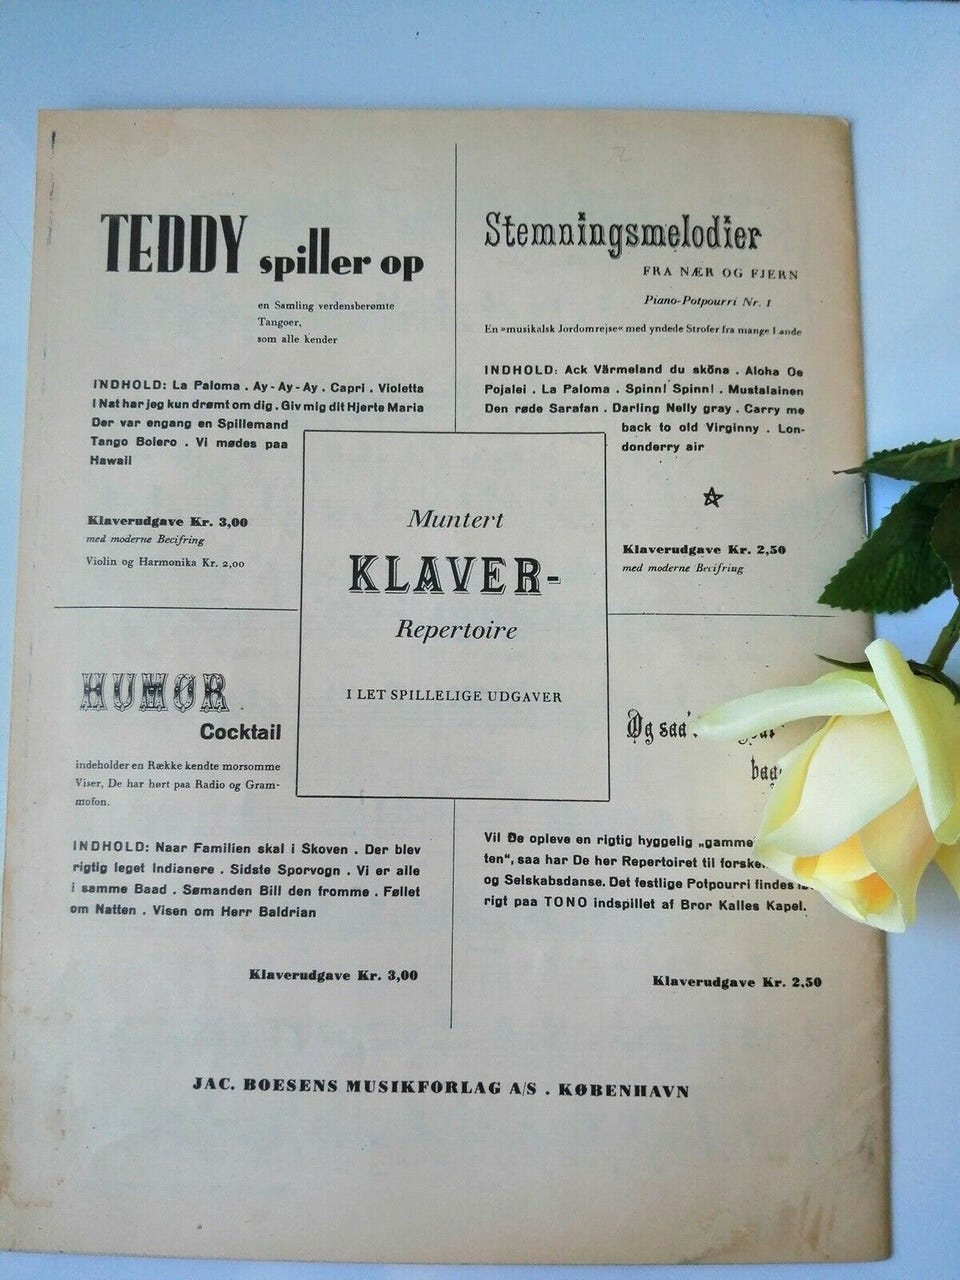 TEDDY spiller op
en Samling verdensberømte
Tangoer,
som alle kender
INDHOLD: La Paloma . Ay-Ay-Ay . Capri . Violetta
I Nat har jeg kun drømt om dig . Giv mig dit Hjerte Maria
Der var engang en Spillemand
Tango Bolero . Vi mødes paa
Hawaii
Klaverudgave Kr. 3,00
med moderne Becifring
Violin og Harmonika Kr. 2,00
Stemningsmelodier
FRA NÆR OG FJERN
Piano-Potpourri Nr. 1
En »musikalsk Jordomrejse« med yndede Strofer fra mange Lande
INDHOLD: Ack Värmeland du sköna . Aloha Oe
Pojalei . La Paloma . Spinn! Spinn! . Mustalainen
Den røde Sarafan . Darling Nelly gray . Carry me
back to old Virginny . Lon-
donderry air
Klaverudgave Kr. 2,50
med moderne Becifring
Muntert
KLAVER-
Repertoire
I LET SPILLELIGE UDGAVER
HUMØR
Cocktail
indeholder en Række kendte morsomme
Viser, De har hørt paa Radio og Gram-
mofon.
INDHOLD: Naar Familien skal i Skoven . Der blev
rigtig leget Indianere . Sidste Sporvogn . Vi er alle
i samme Baad . Sømanden Bill den fromme . Føllet
om Natten . Visen om Herr Baldrian
Klaverudgave Kr. 3,00
Og saa'
Vil De opleve en rigtig hyggelig „gamme
ten", saa har De her Repertoiret til
og Selskabsdanse. Det festlige Potpourri findes
rigt paa TONO indspillet af Bror Kalles Kapel.
Klaverudgave Kr. 2,50
JAC. BOESENS MUSIKFORLAG A/S . KØBENHAVN